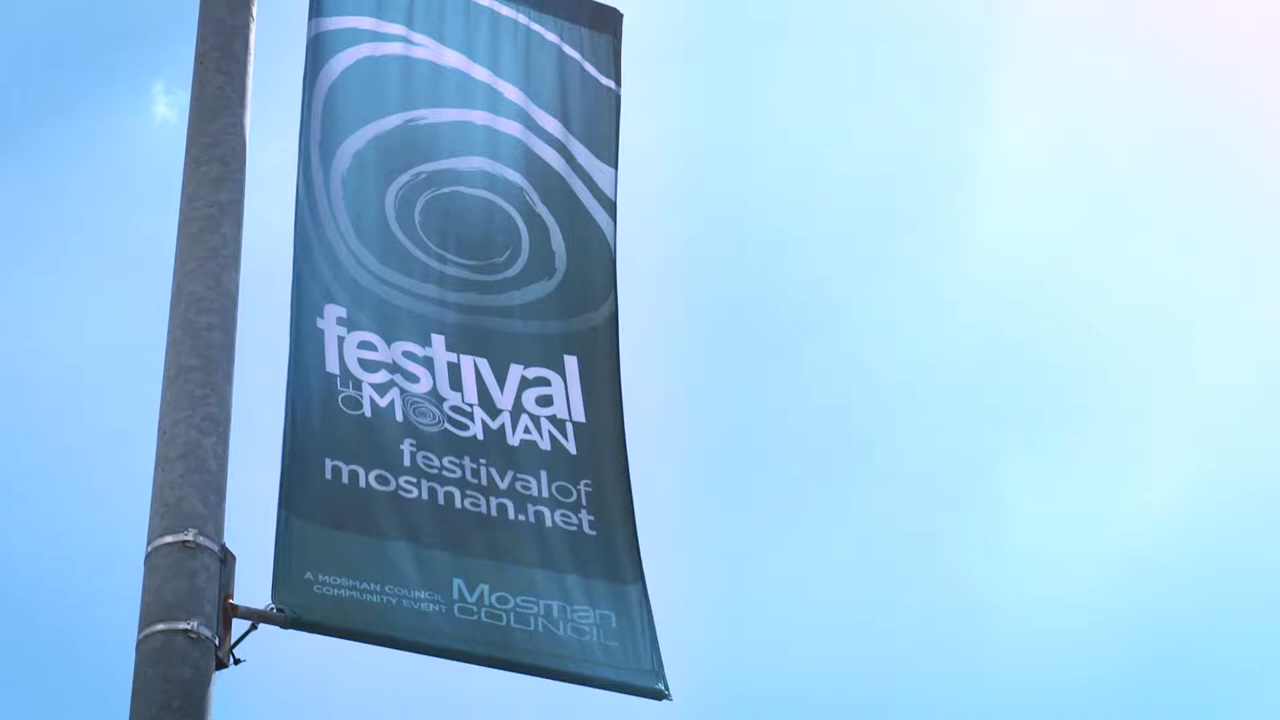 festival
OF MOSMAN
festivalof
mosman.net
A MOSMAN COUNCIL
COMMUNITY EVENT
Mosman
COUNCIL